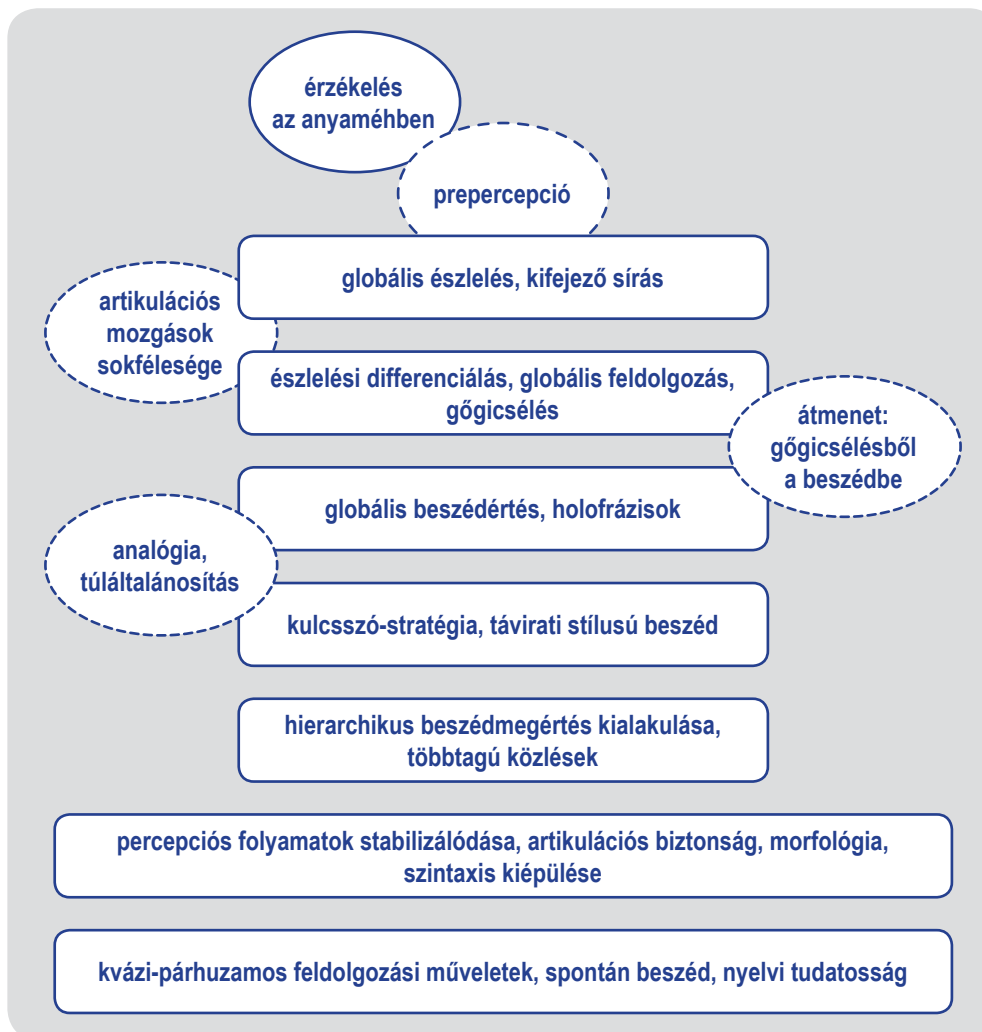 érzékelés
az anyaméhben
prepercepció
globális észlelés, kifejező sírás
artikulációs
mozgások
sokfélesége
észlelési differenciálás, globális feldolgozás,
gőgicsélés
átmenet:
gőgicsélésből
a beszédbe
globális beszédértés, holofrázisok
analógia,
túláltalánosítás
kulcsszó-stratégia, távirati stílusú beszéd
hierarchikus beszédmegértés kialakulása,
többtagú közlések
percepciós folyamatok stabilizálódása, artikulációs biztonság, morfológia,
szintaxis kiépülése
kvázi-párhuzamos feldolgozási műveletek, spontán beszéd, nyelvi tudatosság